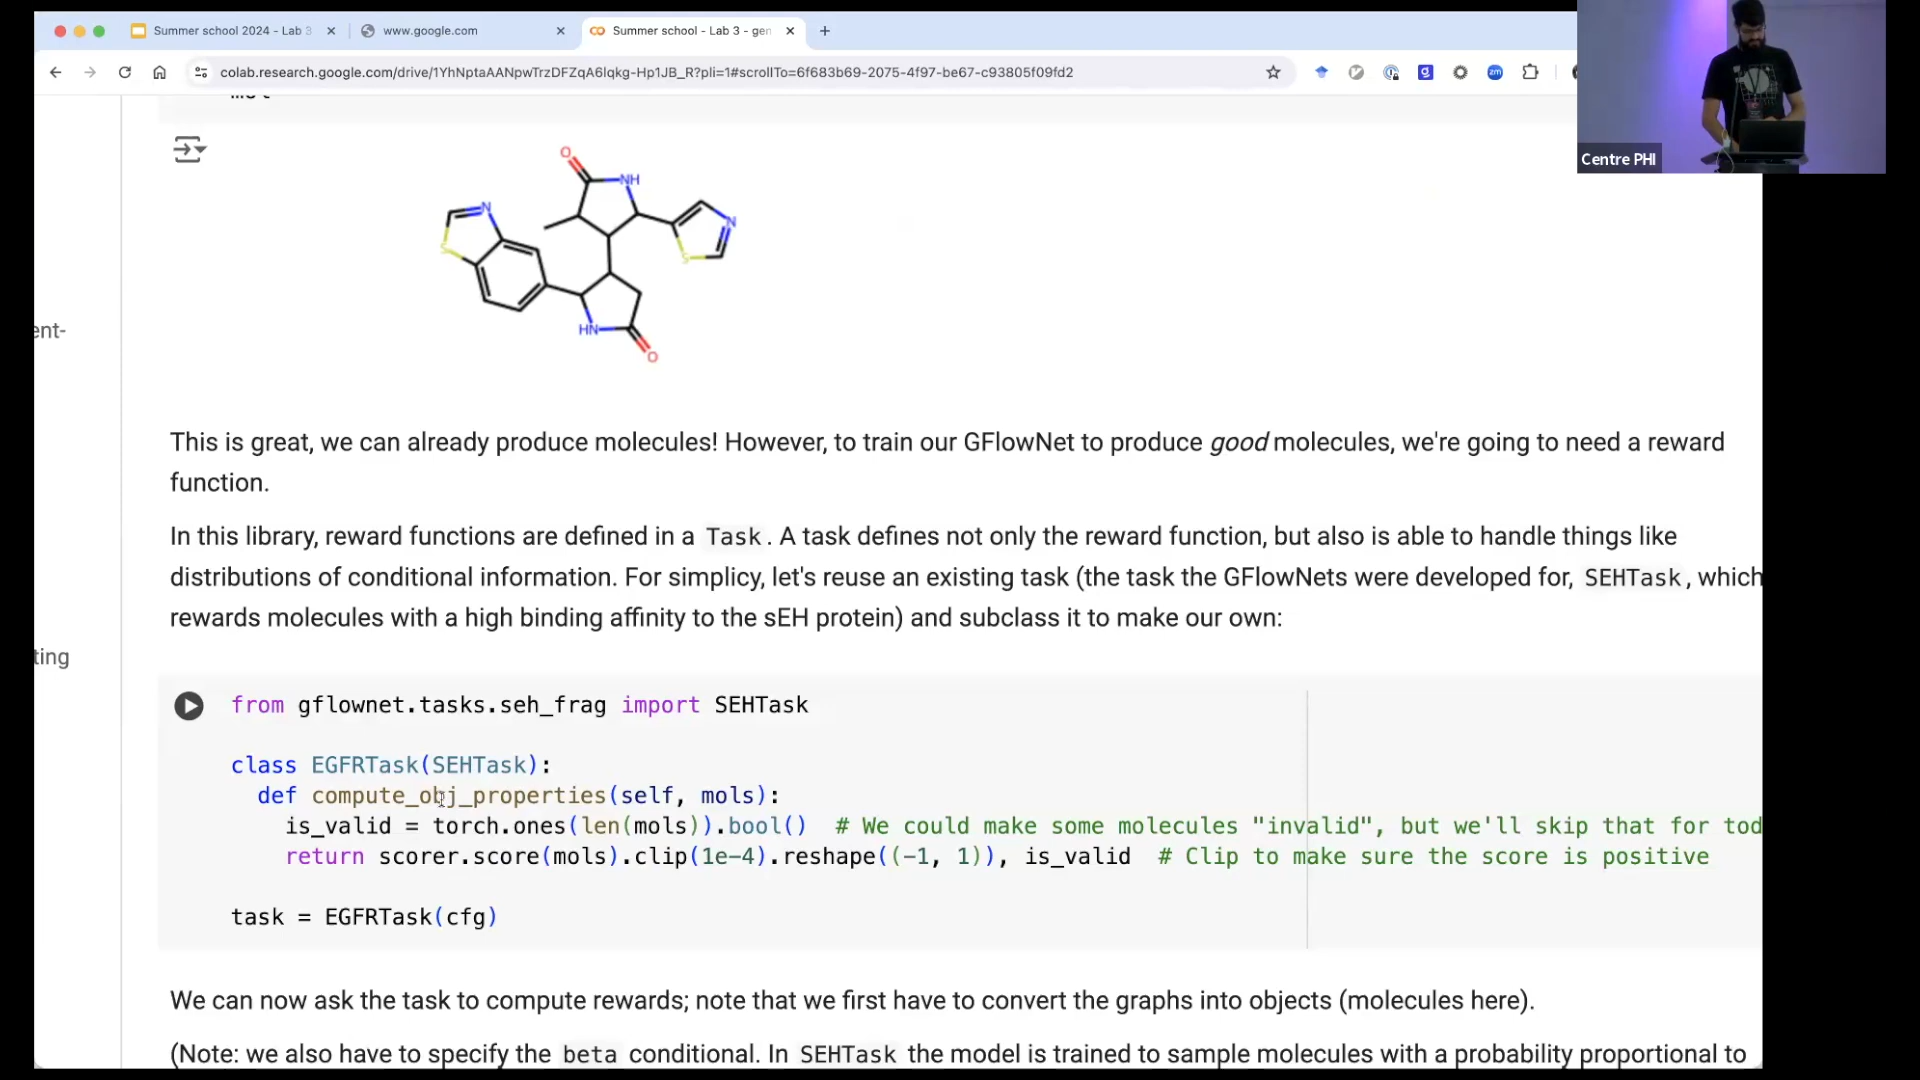 Summer school 2024 - Lab 3
www.google.com
Summer school - Lab 3 - gen
colab.research.google.com/drive/1YhNptaAANpwTrzDFZqA6lqkg-Hp1JB_R?pli=1#scrollTo=6f683b69-2075-4f97-be67-c93805f09fd2
zm
Centre PHI
O
NH
N
S
N
S
HN
O
ent-
This is great, we can already produce molecules! However, to train our GFlowNet to produce good molecules, we're going to need a reward
function.
In this library, reward functions are defined in a Task. A task defines not only the reward function, but also is able to handle things like
distributions of conditional information. For simplicy, let's reuse an existing task (the task the GFlowNets were developed for, SEHTask, which
rewards molecules with a high binding affinity to the sEH protein) and subclass it to make our own:
ting
from gflownet.tasks.seh_frag import SEHTask
class EGFRTask(SEHTask):
def compute_obj_properties(self, mols):
is_valid = torch.ones(len(mols)).bool() # We could make some molecules "invalid", but we'll skip that for tod
return scorer.score(mols).clip(1e-4).reshape((-1, 1)), is_valid # Clip to make sure the score is positive
task = EGFRTask(cfg)
We can now ask the task to compute rewards; note that we first have to convert the graphs into objects (molecules here).
(Note: we also have to specify the beta conditional. In SEHTask the model is trained to sample molecules with a probability proportional to